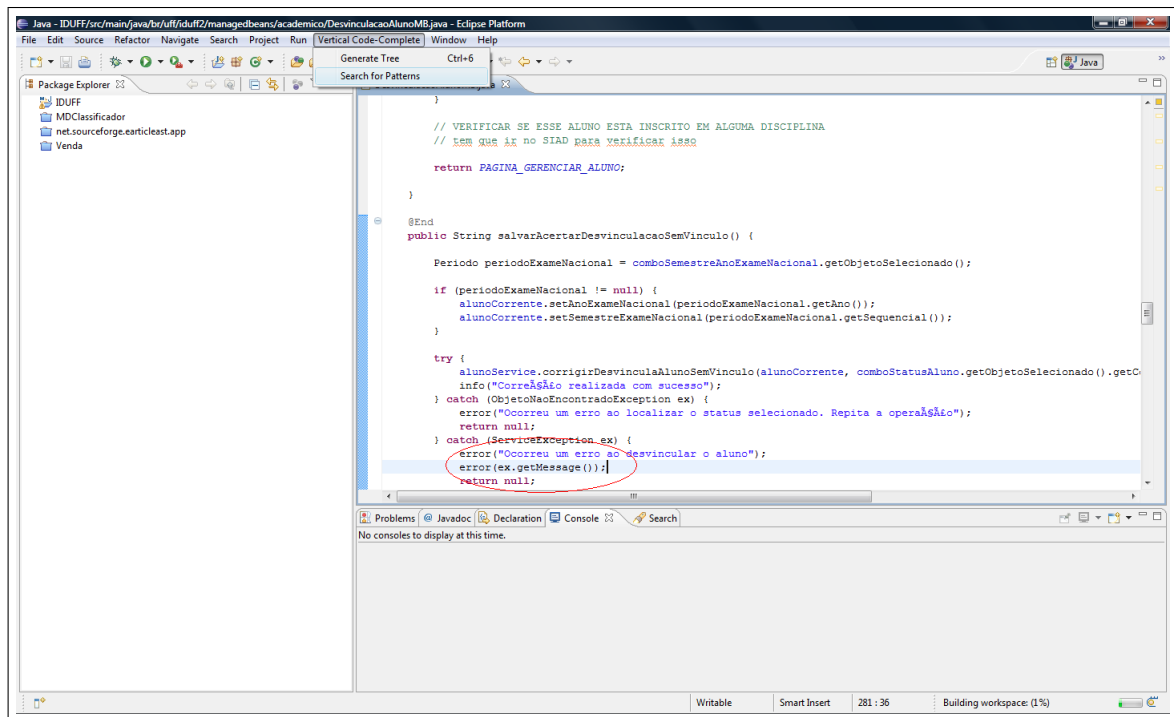 Java - IDUFF/src/main/java/br/uff/iduff2/managedbeans/academico/DesvinculacaoAlunoMB.java - Eclipse Platform
File Edit Source Refactor Navigate Search Project Run Vertical Code-Complete Window Help
Generate Tree Ctrl+6
Search for Patterns
Java
Package Explorer
IDUFF
MDClassificador
net.sourceforge.earticleast.app
Venda
}
// VERIFICAR SE ESSE ALUNO ESTA INSCRITO EM ALGUMA DISCIPLINA
// tem que ir no SIAD para verificar isso
return PAGINA_GERENCIAR_ALUNO;
}
@End
public String salvarAcertarDesvinculacaoSemVinculo() {
Periodo periodoExameNacional = comboSemestreAnoExameNacional.getObjetoSelecionado();
if (periodoExameNacional != null) {
alunoCorrente.setAnoExameNacional(periodoExameNacional.getAno());
alunoCorrente.setSemestreExameNacional(periodoExameNacional.getSequencial());
}
try {
alunoService.corrigirDesvinculaAlunoSemVinculo(alunoCorrente, comboStatusAluno.getObjetoSelecionado().getC
info("CorreÃ§Ã£o realizada com sucesso");
} catch (ObjetoNaoEncontradoException ex) {
error("Ocorreu um erro ao localizar o status selecionado. Repita a operaÃ§Ã£o");
return null;
} catch (ServiceException ex) {
error("Ocorreu um erro ao desvincular o aluno");
error(ex.getMessage());
return null;
Problems @ Javadoc Declaration Console Search
No consoles to display at this time.
Writable Smart Insert 281 : 36 Building workspace: (1%)